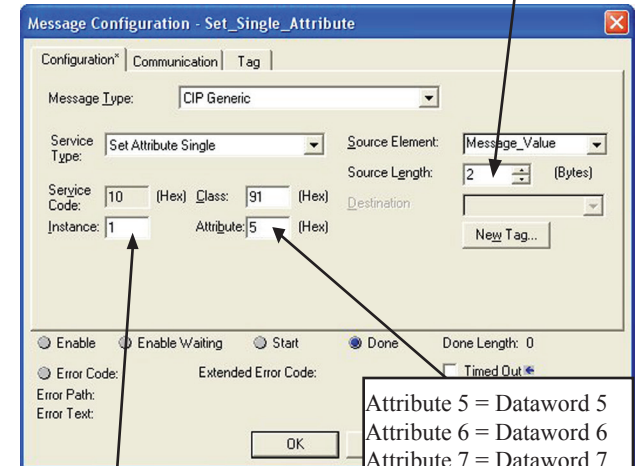 Message Configuration - Set_Single_Attribute
Configuration* Communication Tag
Message Type: CIP Generic
Service Type: Set Attribute Single
Source Element: Message_Value
Source Length: 2 (Bytes)
Service Code: 10 (Hex) Class: 91 (Hex)
Destination
Instance: 1 Attribute: 5 (Hex)
New Tag...
Enable Enable Waiting Start Done Done Length: 0
Error Code: Extended Error Code: Timed Out
Error Path:
Error Text:
Attribute 5 = Dataword 5
Attribute 6 = Dataword 6
Attribute 7 = Dataword 7
OK